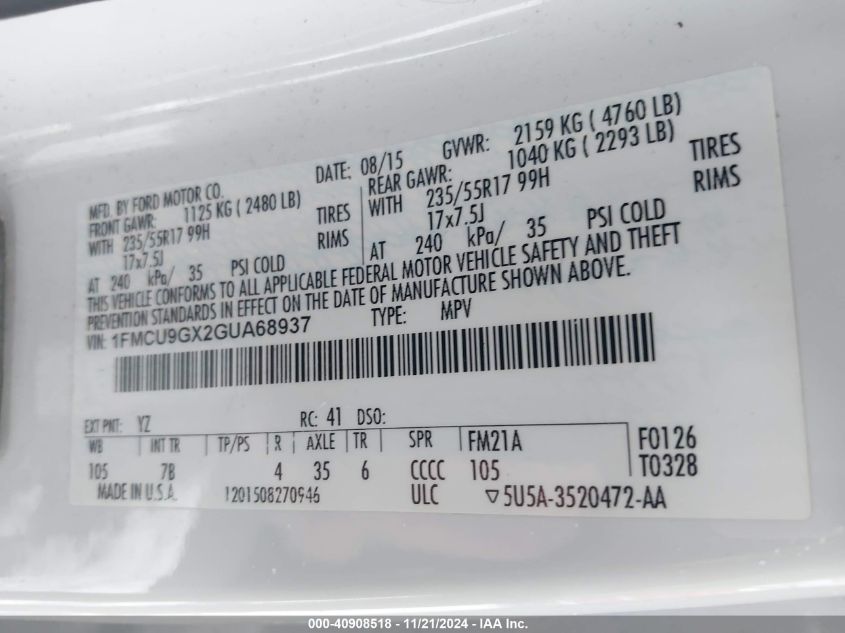 MFD. BY FORD MOTOR CO. DATE: 08/15 GVWR: 2159 KG ( 4760 LB)
FRONT GAWR: 1125 KG ( 2480 LB) REAR GAWR: 1040 KG ( 2293 LB)
WITH 235/55R17 99H TIRES WITH 235/55R17 99H TIRES
17x7.5J RIMS 17x7.5J RIMS
AT 240 kPa/ 35 PSI COLD AT 240 kPa/ 35 PSI COLD
THIS VEHICLE CONFORMS TO ALL APPLICABLE FEDERAL MOTOR VEHICLE SAFETY AND THEFT
PREVENTION STANDARDS IN EFFECT ON THE DATE OF MANUFACTURE SHOWN ABOVE.
VIN: 1FMCU9GX2GUA68937 TYPE: MPV
EXT PNT: YZ RC: 41 DSO:
WB INT TR TP/PS R AXLE TR SPR FM21A F0126
105 7B 4 35 6 CCCC 105 T0328
MADE IN U.S.A. 1201508270946 ULC ▽5U5A-3520472-AA
000-40908518 - 11/21/2024 - IAA Inc.